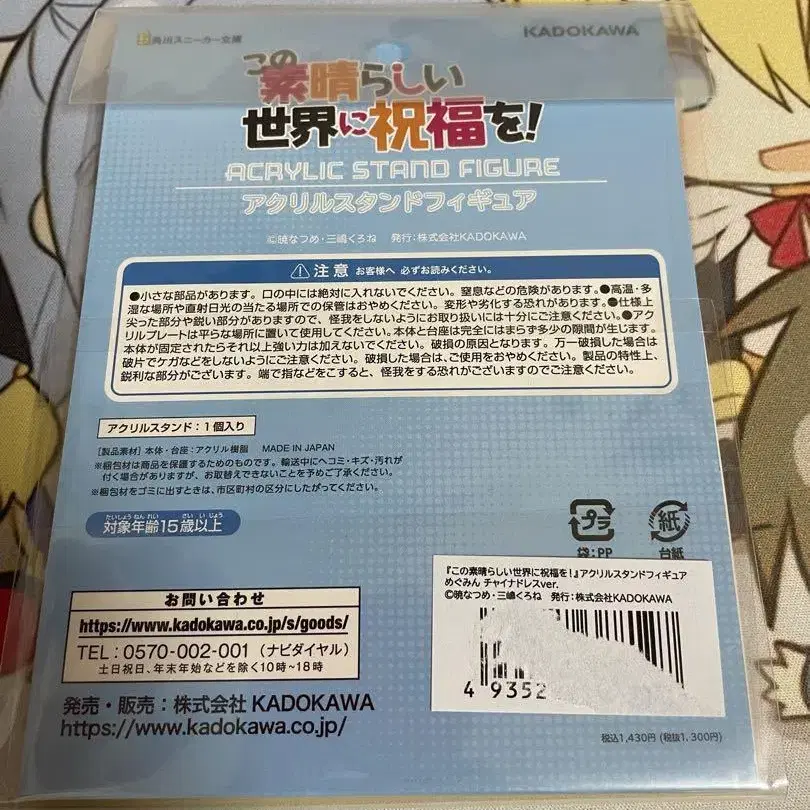 角川スニーカー文庫
KADOKAWA
この
素晴らしい
世界に祝福を!
ACRYLIC STAND FIGURE
アクリルスタンドフィギュア
©暁なつめ・三嶋くろね 発行:株式会社KADOKAWA
注意 お客様へ 必ずお読みください。
●小さな部品があります。口の中には絶対に入れないでください。窒息などの危険があります。●高温・多
湿な場所や直射日光の当たる場所での保管はおやめください。変形や劣化する恐れがあります。●仕様上
尖った部分や鋭い部分がありますので、怪我をしないようにお取り扱いには十分にご注意ください。●アク
リルプレートは平らな場所に置いて使用してください。本体と台座は完全にはまらず多少の隙間が生じます。
本体が固定されたらそれ以上強い力は加えないでください。破損の原因となります。万一破損した場合は
破片でケガなどをしないようにご注意ください。破損した場合は、ご使用をおやめください。製品の特性上、
鋭利な部分がございます。端で指などをこすると、怪我をする恐れがございますのでご注意ください。
アクリルスタンド:1個入り
[製品素材] 本体・台座:アクリル樹脂 MADE IN JAPAN
※梱包材は商品を保護するためのものです。輸送中にヘコミ・キズ・汚れが
付く場合がありますが、お取替えできないことを予めご了承ください。
※梱包材をゴミに出すときは、市区町村の区分にしたがってください。
たいしょうねんれい さいいじょう
対象年齢15歳以上
プラ
紙
袋:PP
台紙
『この素晴らしい世界に祝福を!』アクリルスタンドフィギュア
めぐみん チャイナドレスver.
©暁なつめ・三嶋くろね 発行:株式会社KADOKAWA
4 9352
お問い合わせ
https://www.kadokawa.co.jp/s/goods/
TEL:0570-002-001(ナビダイヤル)
土日祝日、年末年始などを除く10時~18時
発売・販売:株式会社 KADOKAWA
https://www.kadokawa.co.jp/
税込1,430円 (税抜1,300円)